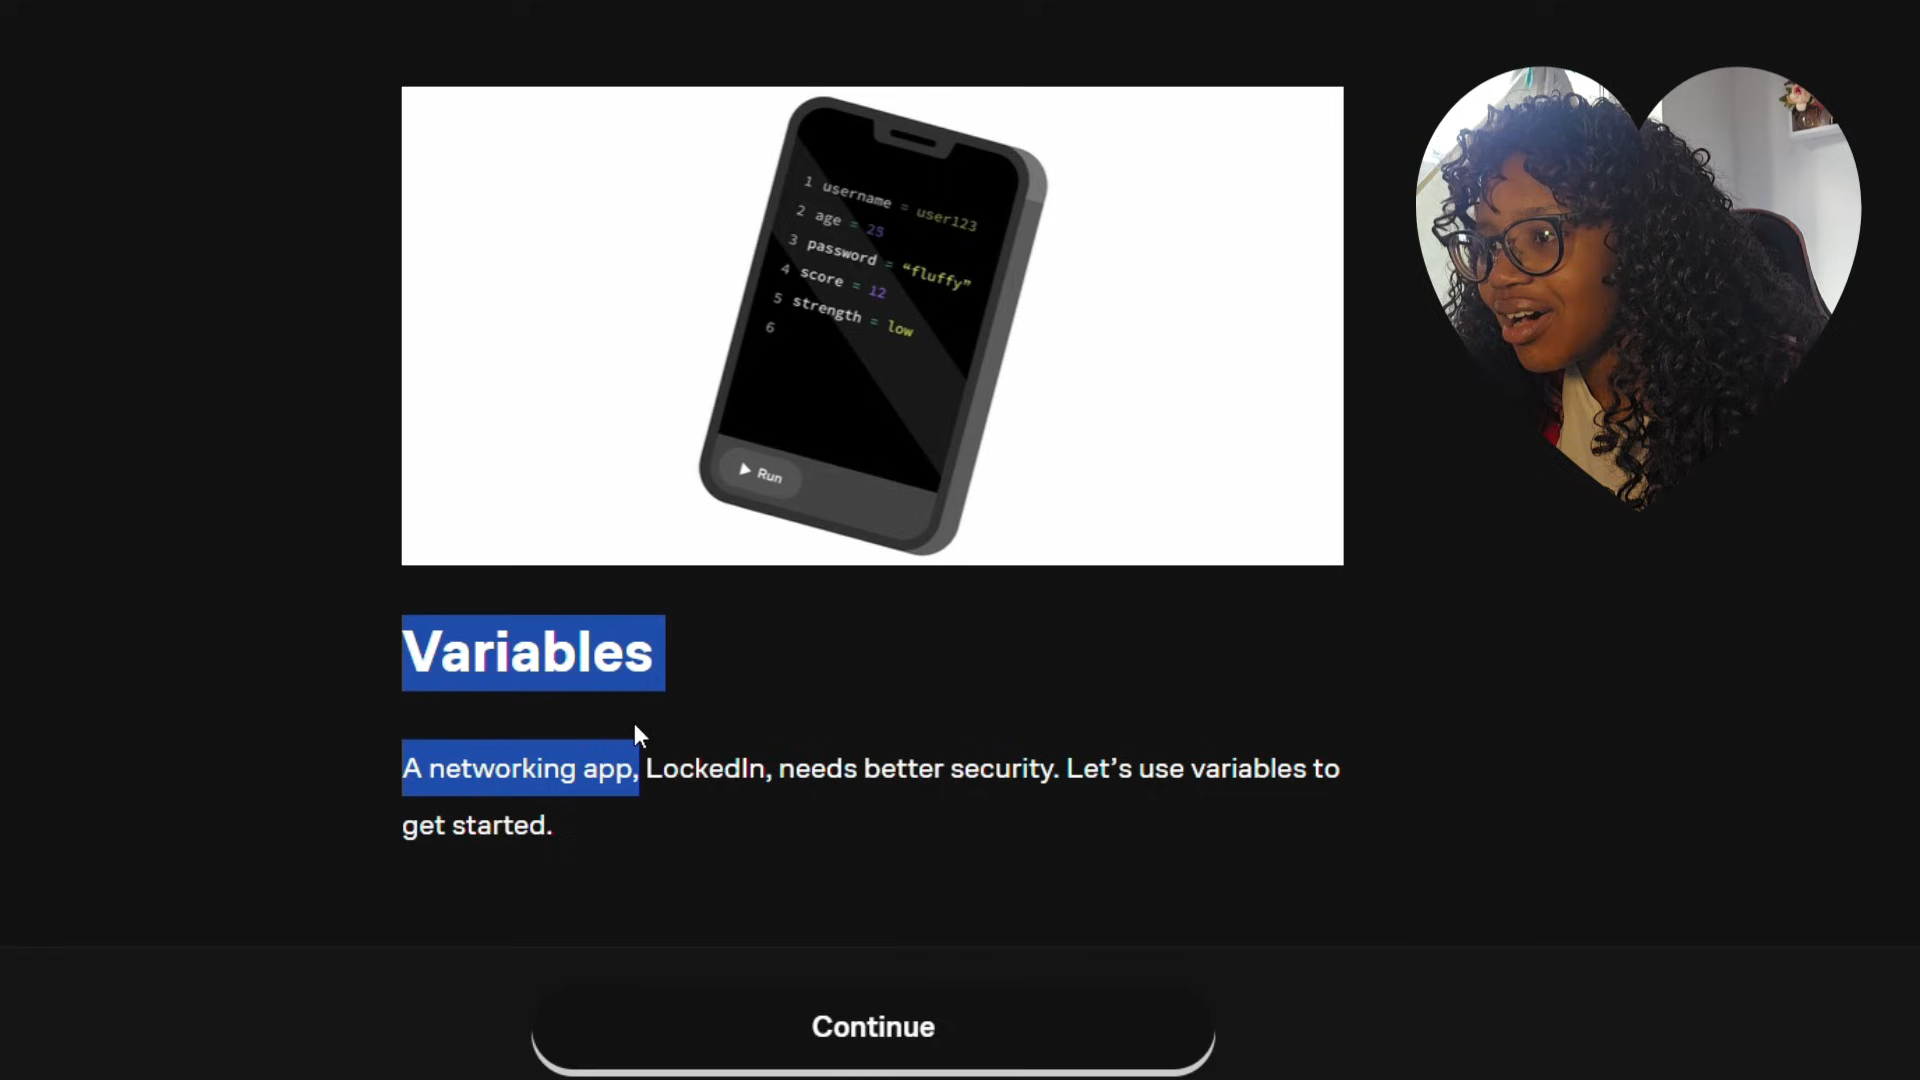 1 username = user123
2 age = 25
3 password = “fluffy”
4 score = 12
5 strength = low
6
Run
Variables
A networking app, LockedIn, needs better security. Let’s use variables to
get started.
Continue